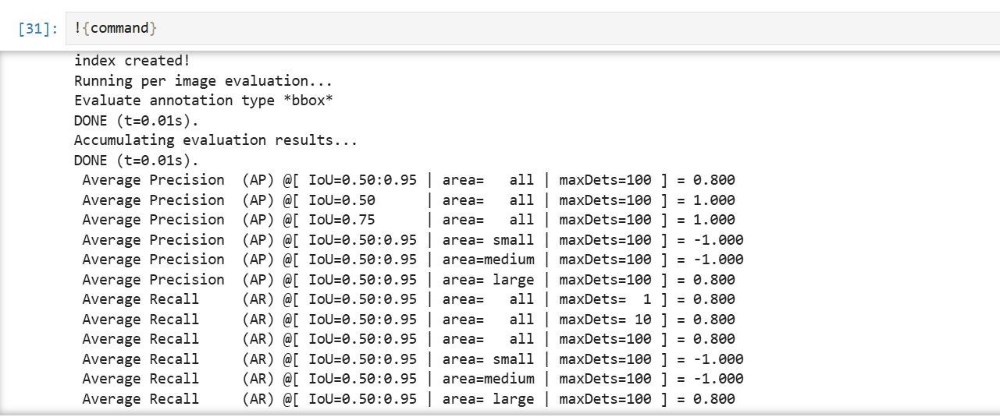 [31]: !{command}
index created!
Running per image evaluation...
Evaluate annotation type *bbox*
DONE (t=0.01s).
Accumulating evaluation results...
DONE (t=0.01s).
 Average Precision  (AP) @[ IoU=0.50:0.95 | area=   all | maxDets=100 ] = 0.800
 Average Precision  (AP) @[ IoU=0.50      | area=   all | maxDets=100 ] = 1.000
 Average Precision  (AP) @[ IoU=0.75      | area=   all | maxDets=100 ] = 1.000
 Average Precision  (AP) @[ IoU=0.50:0.95 | area= small | maxDets=100 ] = -1.000
 Average Precision  (AP) @[ IoU=0.50:0.95 | area=medium | maxDets=100 ] = -1.000
 Average Precision  (AP) @[ IoU=0.50:0.95 | area= large | maxDets=100 ] = 0.800
 Average Recall     (AR) @[ IoU=0.50:0.95 | area=   all | maxDets=  1 ] = 0.800
 Average Recall     (AR) @[ IoU=0.50:0.95 | area=   all | maxDets= 10 ] = 0.800
 Average Recall     (AR) @[ IoU=0.50:0.95 | area=   all | maxDets=100 ] = 0.800
 Average Recall     (AR) @[ IoU=0.50:0.95 | area= small | maxDets=100 ] = -1.000
 Average Recall     (AR) @[ IoU=0.50:0.95 | area=medium | maxDets=100 ] = -1.000
 Average Recall     (AR) @[ IoU=0.50:0.95 | area= large | maxDets=100 ] = 0.800